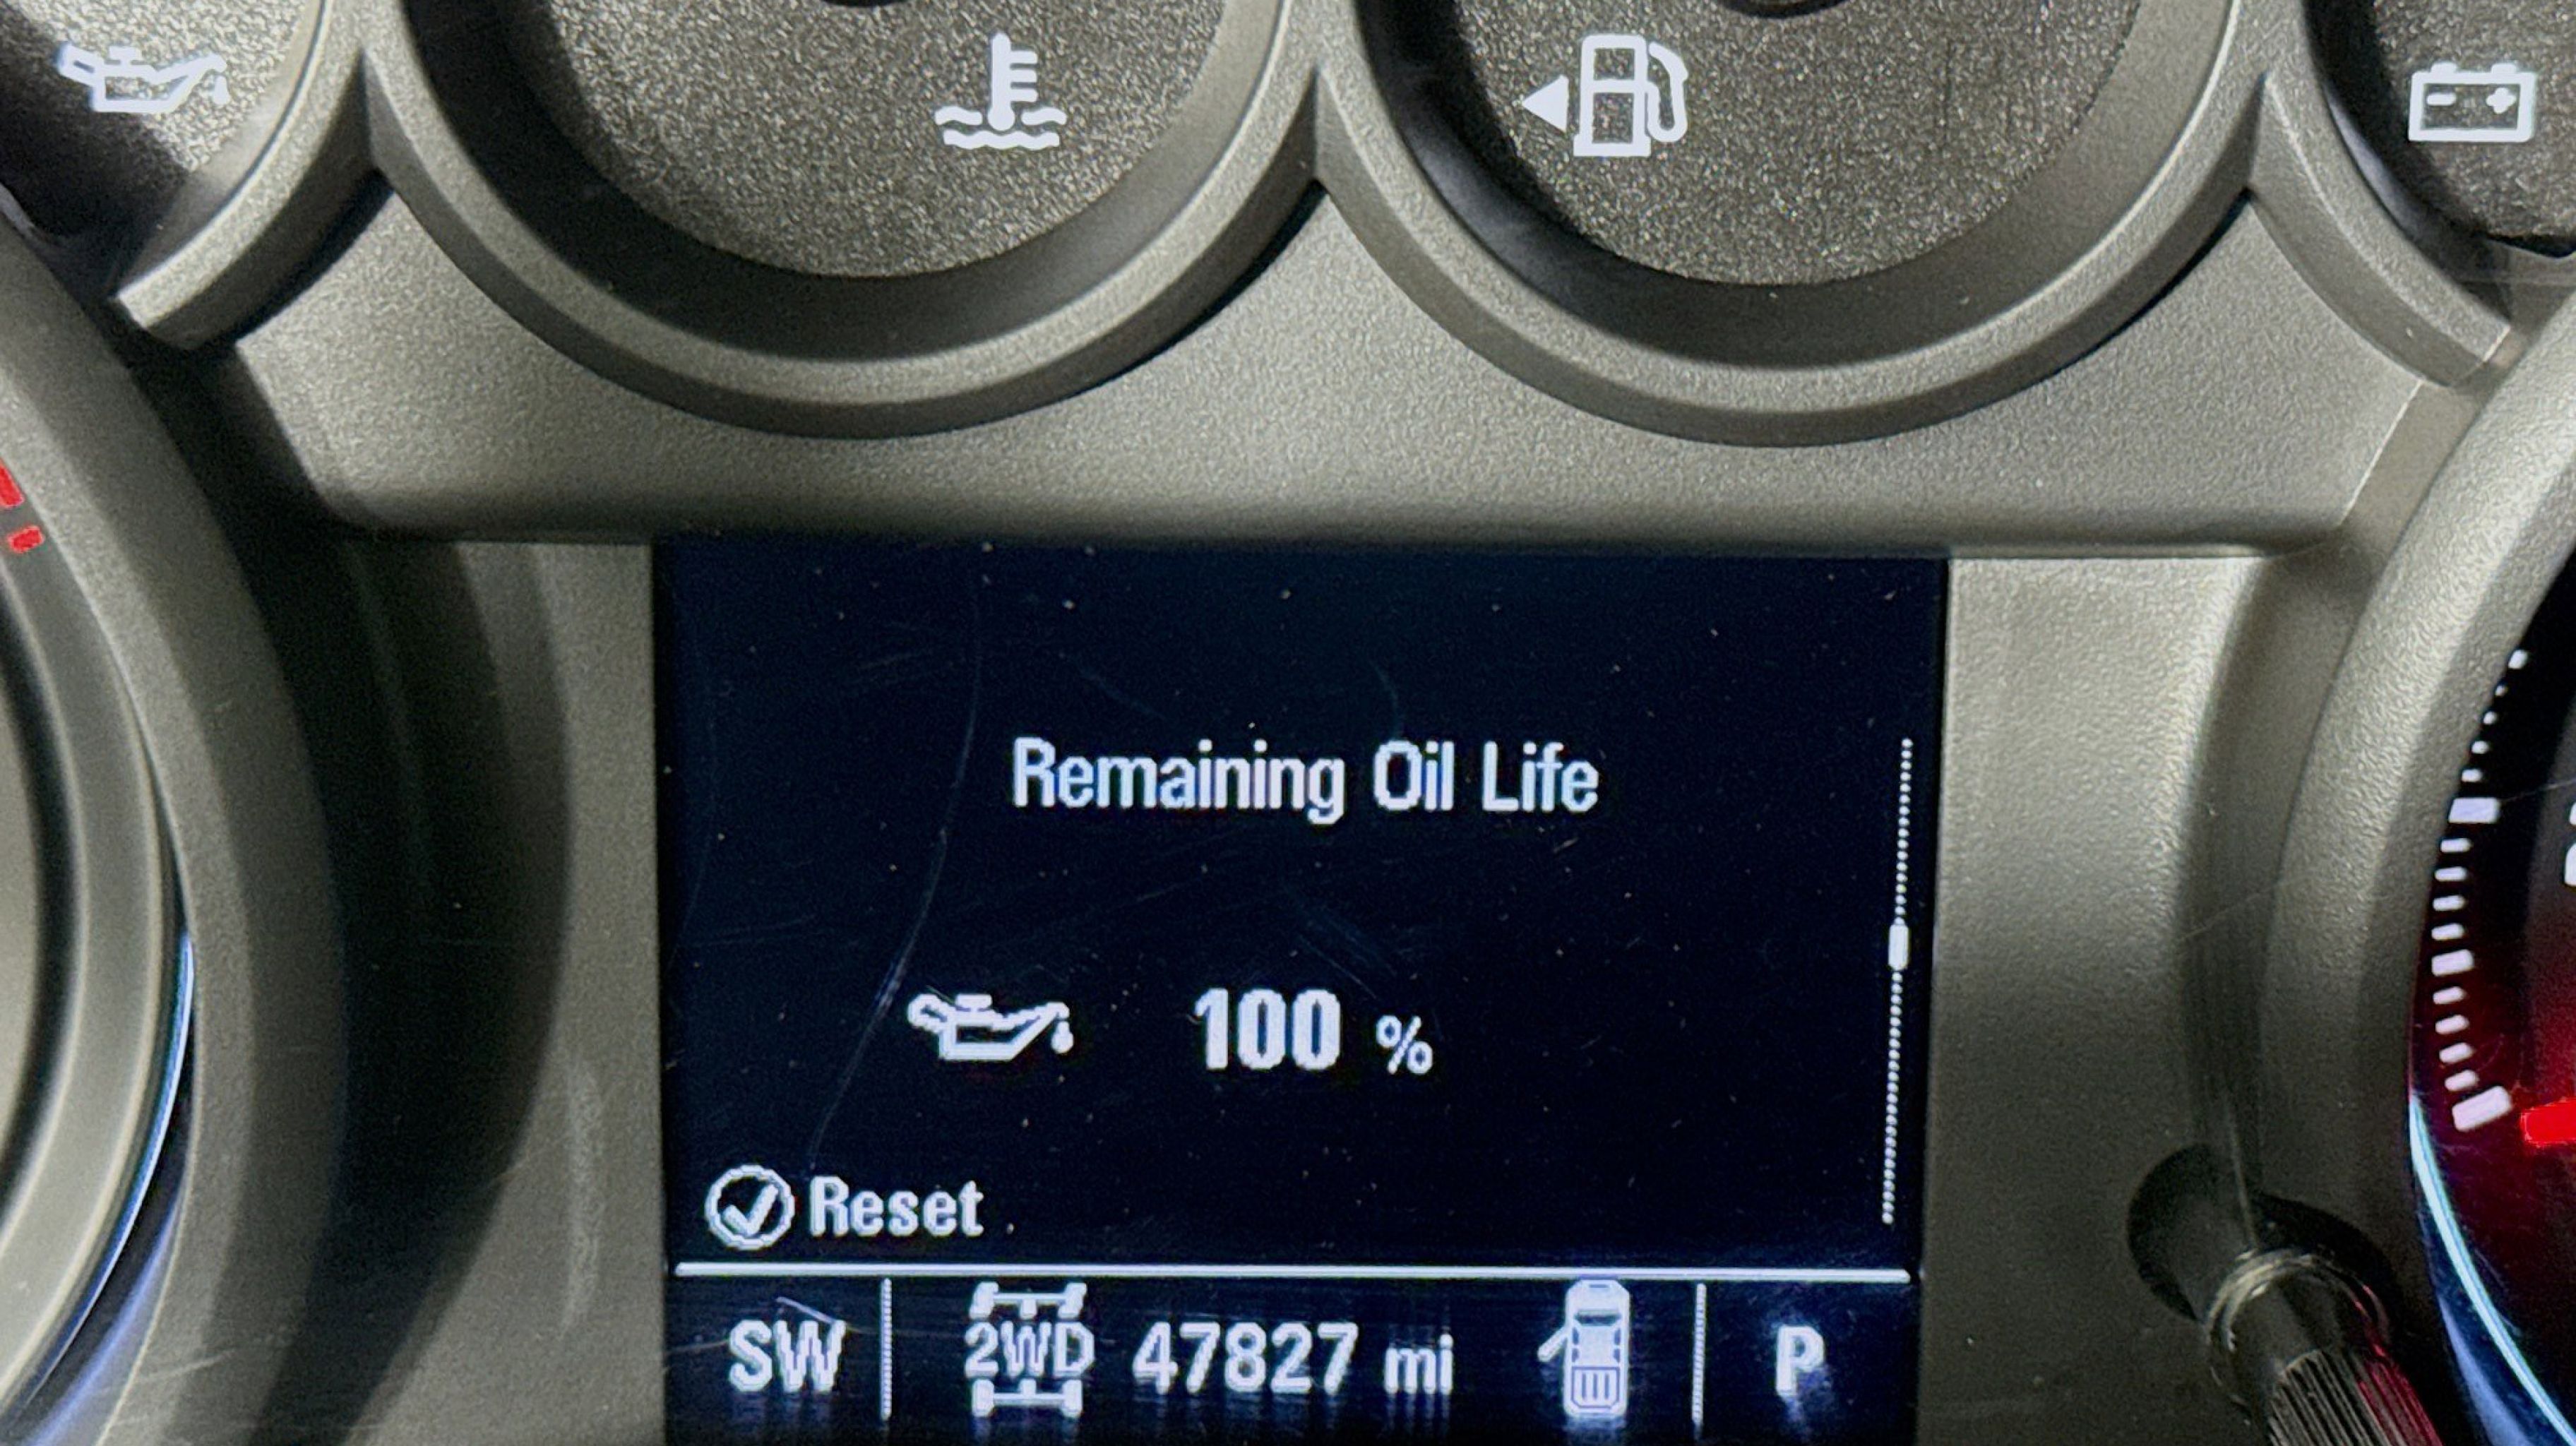 Remaining Oil Life
100 %
Reset
SW 2WD 47827 mi P